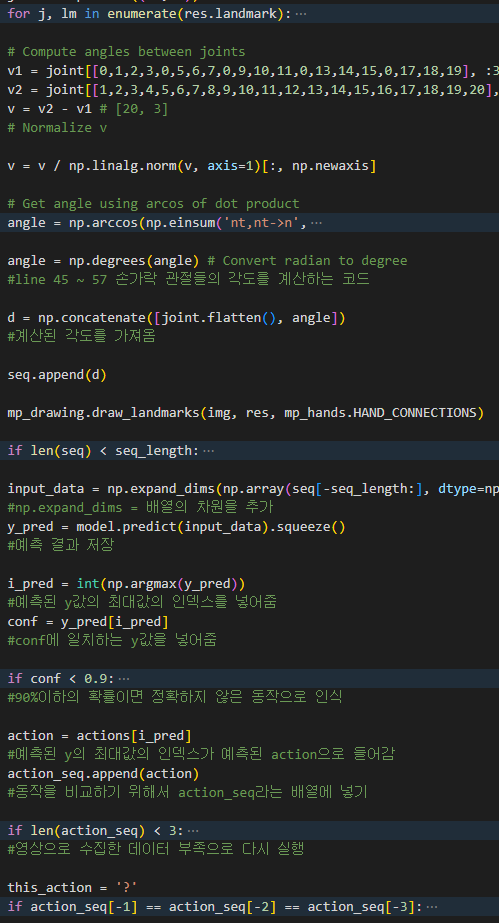 for j, lm in enumerate(res.landmark): ···
# Compute angles between joints
v1 = joint[[0,1,2,3,0,5,6,7,0,9,10,11,0,13,14,15,0,17,18,19], :3
v2 = joint[[1,2,3,4,5,6,7,8,9,10,11,12,13,14,15,16,17,18,19,20],
v = v2 - v1 # [20, 3]
# Normalize v
v = v / np.linalg.norm(v, axis=1)[:, np.newaxis]
# Get angle using arcos of dot product
angle = np.arccos(np.einsum('nt,nt->n', ···
angle = np.degrees(angle) # Convert radian to degree
#line 45 ~ 57 손가락 관절들의 각도를 계산하는 코드
d = np.concatenate([joint.flatten(), angle])
#계산된 각도를 가져옴
seq.append(d)
mp_drawing.draw_landmarks(img, res, mp_hands.HAND_CONNECTIONS)
if len(seq) < seq_length: ···
input_data = np.expand_dims(np.array(seq[-seq_length:], dtype=np
#np.expand_dims = 배열의 차원을 추가
y_pred = model.predict(input_data).squeeze()
#예측 결과 저장
i_pred = int(np.argmax(y_pred))
#예측된 y값의 최대값의 인덱스를 넣어줌
conf = y_pred[i_pred]
#conf에 일치하는 y값을 넣어줌
if conf < 0.9: ···
#90%이하의 확률이면 정확하지 않은 동작으로 인식
action = actions[i_pred]
#예측된 y의 최대값의 인덱스가 예측된 action으로 들어감
action_seq.append(action)
#동작을 비교하기 위해서 action_seq라는 배열에 넣기
if len(action_seq) < 3: ···
#영상으로 수집한 데이터 부족으로 다시 실행
this_action = '?'
if action_seq[-1] == action_seq[-2] == action_seq[-3]: ···